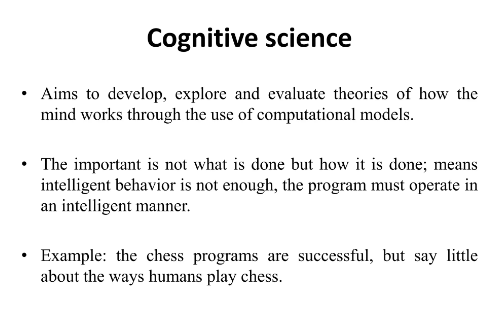 Cognitive science
• Aims to develop, explore and evaluate theories of how the
mind works through the use of computational models.
• The important is not what is done but how it is done; means
intelligent behavior is not enough, the program must operate in
an intelligent manner.
• Example: the chess programs are successful, but say little
about the ways humans play chess.